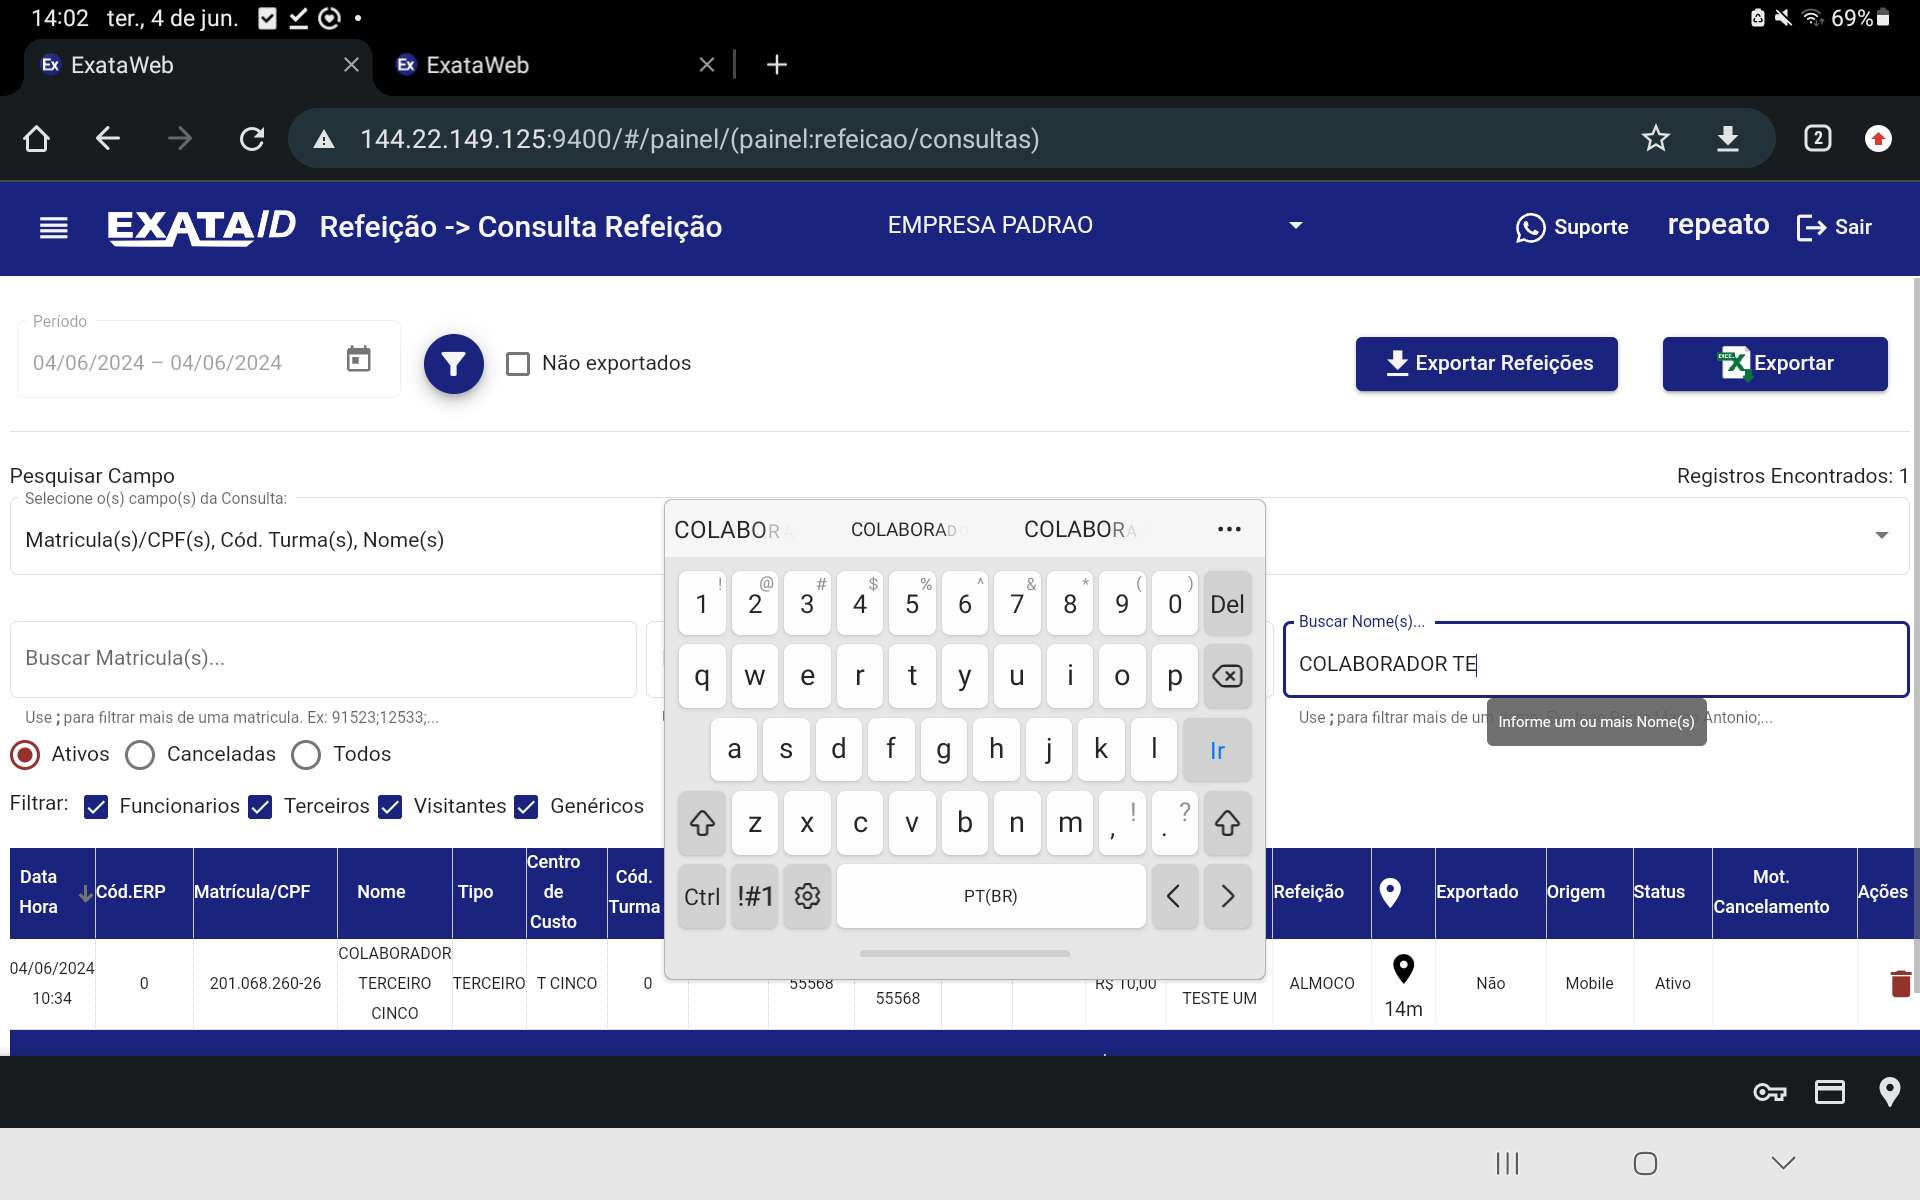 14:02 ter., 4 de jun.
69%
Ex ExataWeb
Ex ExataWeb
144.22.149.125:9400/#/painel/(painel:refeicao/consultas)
2
EXATA/D Refeição -> Consulta Refeição
EMPRESA PADRAO
Suporte
repeato
Sair
Período
04/06/2024 – 04/06/2024
Não exportados
Exportar Refeições
Exportar
Pesquisar Campo
Registros Encontrados: 1
Selecione o(s) campo(s) da Consulta:
Matricula(s)/CPF(s), Cód. Turma(s), Nome(s)
Buscar Matricula(s)...
Use ; para filtrar mais de uma matricula. Ex: 91523;12533;...
Buscar Nome(s)...
COLABORADOR TE
Use ; para filtrar mais de um
Antonio;...
Informe um ou mais Nome(s)
Ativos Canceladas Todos
Filtrar: Funcionarios Terceiros Visitantes Genéricos
COLABORA COLABORADO COLABORA ...
! @ # $ % ^ & * ( )
1 2 3 4 5 6 7 8 9 0 Del
q w e r t y u i o p
a s d f g h j k l Ir
z x c v b n m , ! . ?
Ctrl !#1 PT(BR) < >
Data Hora Cód.ERP Matrícula/CPF Nome Tipo Centro de Custo Cód. Turma Refeição Exportado Origem Status Mot. Cancelamento Ações
04/06/2024 10:34 0 201.068.260-26 COLABORADOR TERCEIRO CINCO TERCEIRO T CINCO 0 55568 55568 R$ 10,00 TESTE UM ALMOCO 14m Não Mobile Ativo